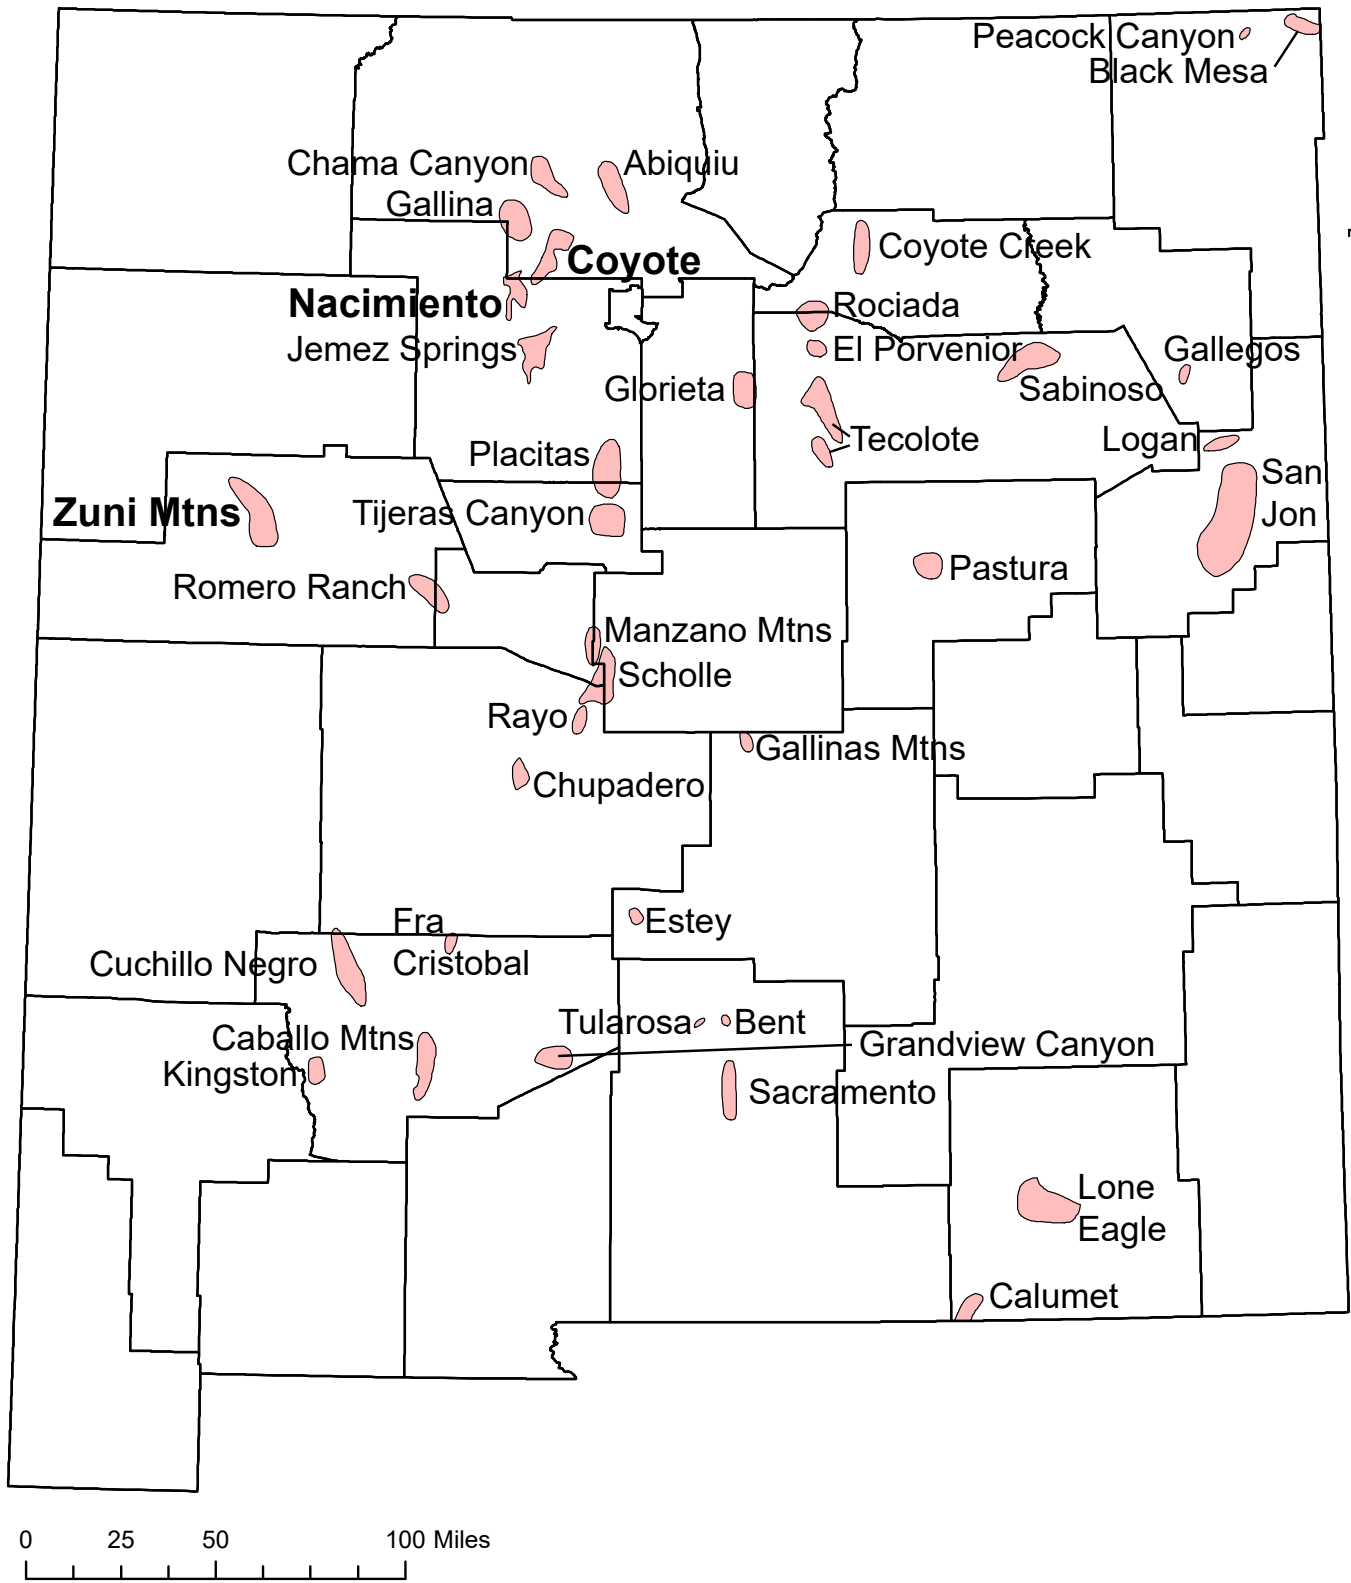 Peacock Canyon
Black Mesa
Chama Canyon
Abiquiu
Gallina
Coyote
Coyote Creek
Nacimiento
Rociada
Jemez Springs
El Porvenior
Gallegos
Glorieta
Sabinoso
Tecolote
Logan
Placitas
San
Jon
Zuni Mtns
Tijeras Canyon
Pastura
Romero Ranch
Manzano Mtns
Scholle
Rayo
Gallinas Mtns
Chupadero
Fra
Cristobal
Estey
Cuchillo Negro
Tularosa
Bent
Caballo Mtns
Grandview Canyon
Kingston
Sacramento
Lone
Eagle
Calumet
0 25 50 100 Miles